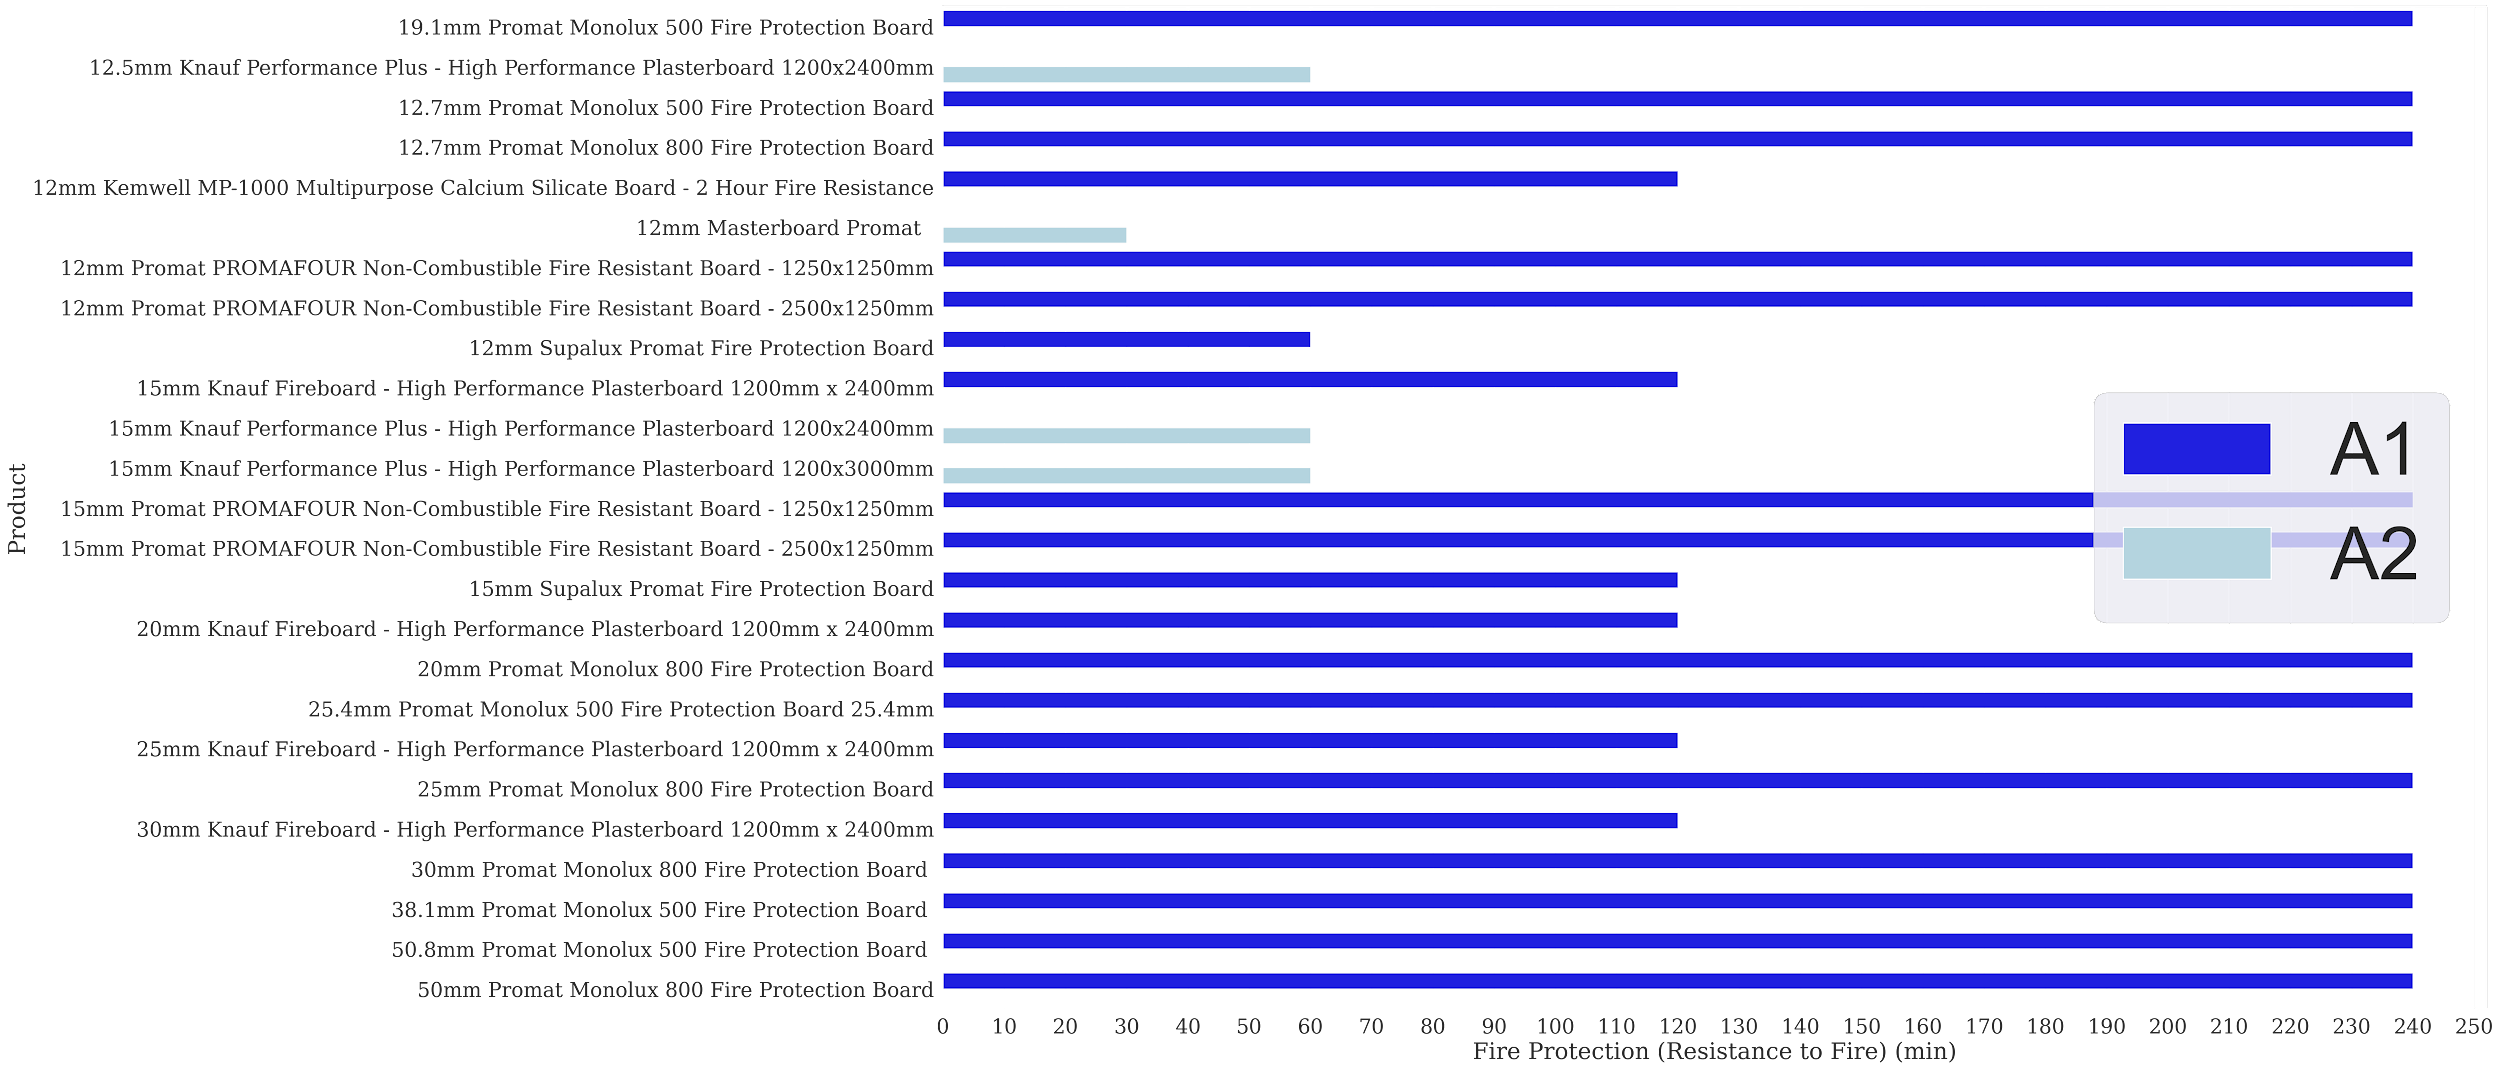 19.1mm Promat Monolux 500 Fire Protection Board
12.5mm Knauf Performance Plus - High Performance Plasterboard 1200x2400mm
12.7mm Promat Monolux 500 Fire Protection Board
12.7mm Promat Monolux 800 Fire Protection Board
12mm Kemwell MP-1000 Multipurpose Calcium Silicate Board - 2 Hour Fire Resistance
12mm Masterboard Promat
12mm Promat PROMAFOUR Non-Combustible Fire Resistant Board - 1250x1250mm
12mm Promat PROMAFOUR Non-Combustible Fire Resistant Board - 2500x1250mm
12mm Supalux Promat Fire Protection Board
15mm Knauf Fireboard - High Performance Plasterboard 1200mm x 2400mm
15mm Knauf Performance Plus - High Performance Plasterboard 1200x2400mm
15mm Knauf Performance Plus - High Performance Plasterboard 1200x3000mm
15mm Promat PROMAFOUR Non-Combustible Fire Resistant Board - 1250x1250mm
15mm Promat PROMAFOUR Non-Combustible Fire Resistant Board - 2500x1250mm
15mm Supalux Promat Fire Protection Board
20mm Knauf Fireboard - High Performance Plasterboard 1200mm x 2400mm
20mm Promat Monolux 800 Fire Protection Board
25.4mm Promat Monolux 500 Fire Protection Board 25.4mm
25mm Knauf Fireboard - High Performance Plasterboard 1200mm x 2400mm
25mm Promat Monolux 800 Fire Protection Board
30mm Knauf Fireboard - High Performance Plasterboard 1200mm x 2400mm
30mm Promat Monolux 800 Fire Protection Board
38.1mm Promat Monolux 500 Fire Protection Board
50.8mm Promat Monolux 500 Fire Protection Board
50mm Promat Monolux 800 Fire Protection Board
Product
A1
A2
0 10 20 30 40 50 60 70 80 90 100 110 120 130 140 150 160 170 180 190 200 210 220 230 240 250
Fire Protection (Resistance to Fire) (min)